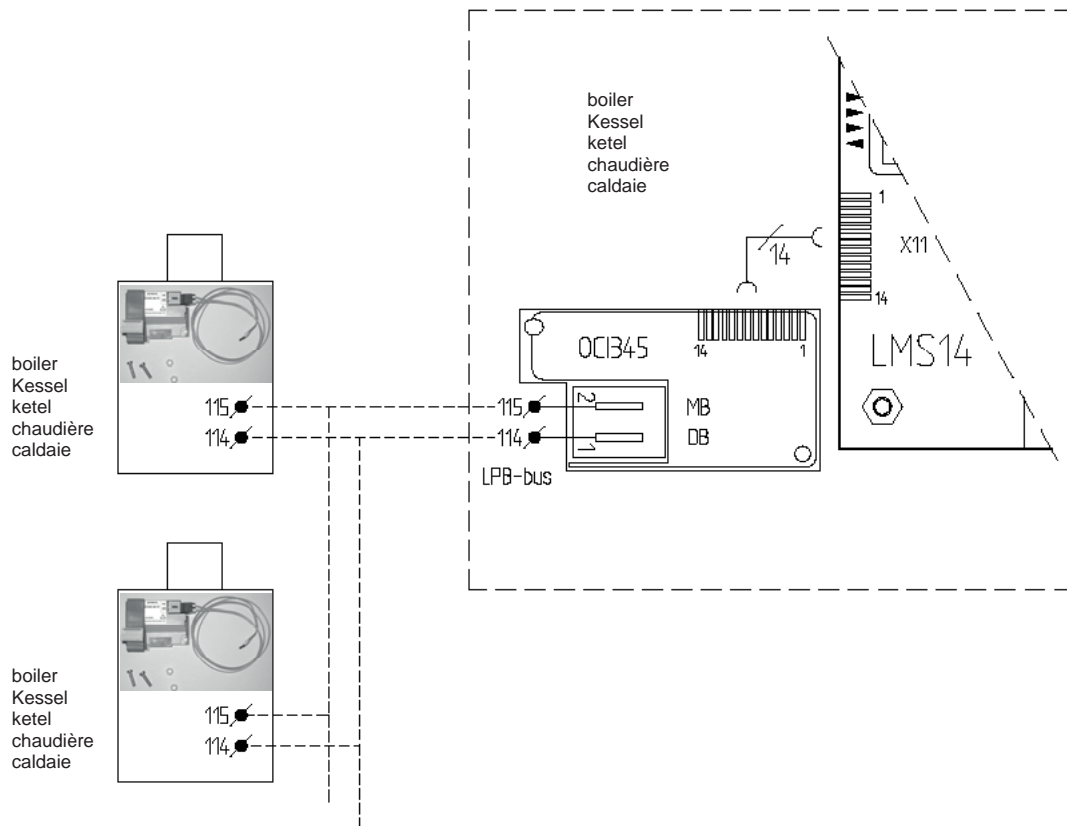 boiler
Kessel
ketel
chaudière
caldaie
1
14
X11
14
LMS14
OCI345
14
1
boiler
Kessel
ketel
chaudière
caldaie
115
114
115
114
2
1
MB
DB
LPB-bus
boiler
Kessel
ketel
chaudière
caldaie
115
114